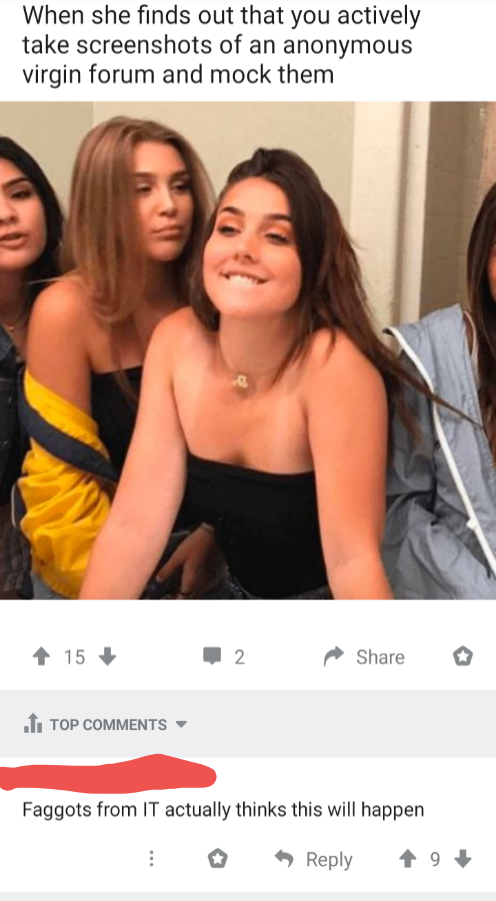 When she finds out that you actively
take screenshots of an anonymous
virgin forum and mock them
15
2
Share
TOP COMMENTS
Faggots from IT actually thinks this will happen
Reply
9